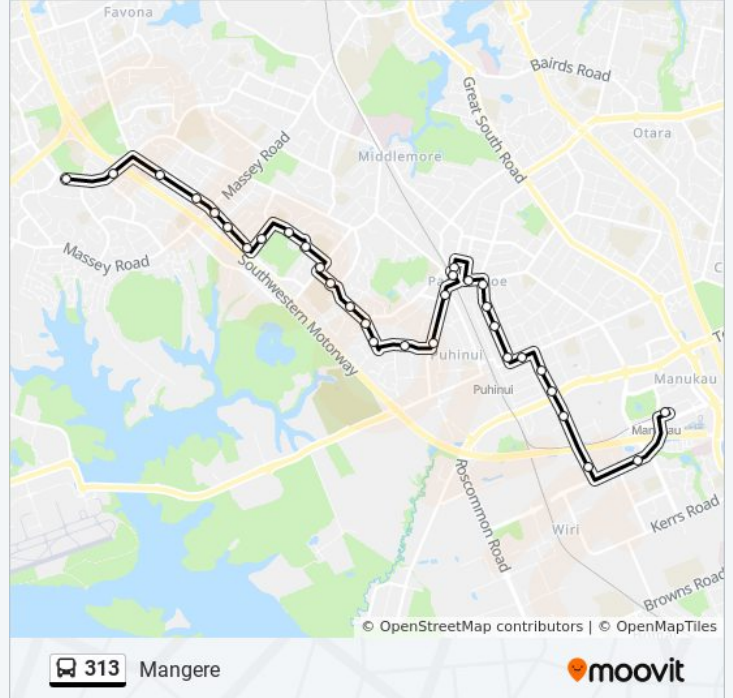 Favona
Bairds Road
Great South Road
Otara
Massey Road
Middlemore
Massey Road
Southwestern Motorway
Puhinui
Puhinui
Manukau
Roscommon Road
Wiri
Kerrs Road
Browns Road
© OpenStreetMap contributors | © OpenMapTiles
313 Mangere
moovit